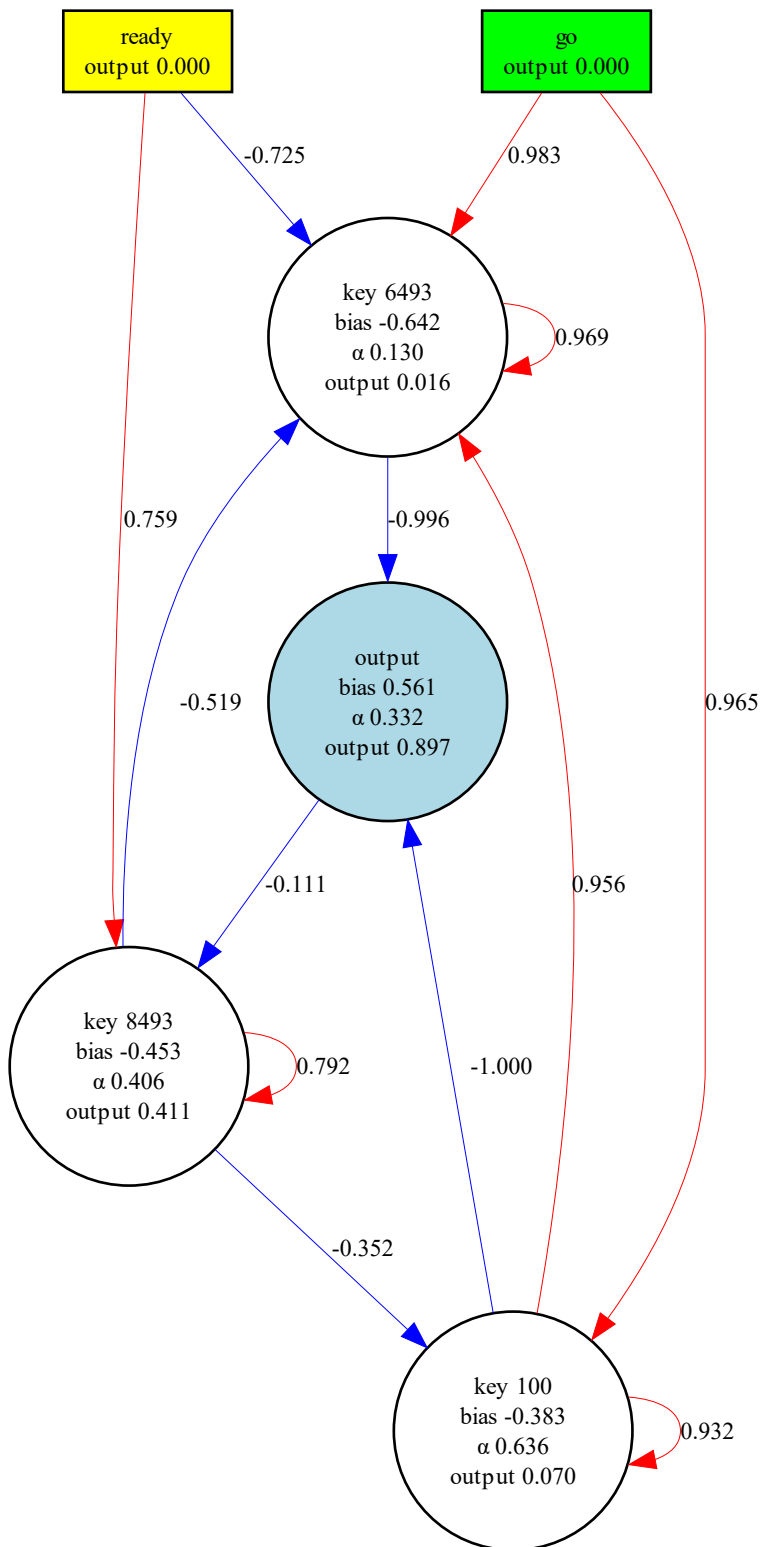 ready
output 0.000
go
output 0.000
-0.725
0.983
key 6493
bias -0.642
α 0.130
output 0.016
0.969
0.759
-0.996
-0.519
output
bias 0.561
α 0.332
output 0.897
0.965
-0.111
0.956
key 8493
bias -0.453
α 0.406
output 0.411
0.792
-1.000
-0.352
key 100
bias -0.383
α 0.636
output 0.070
0.932